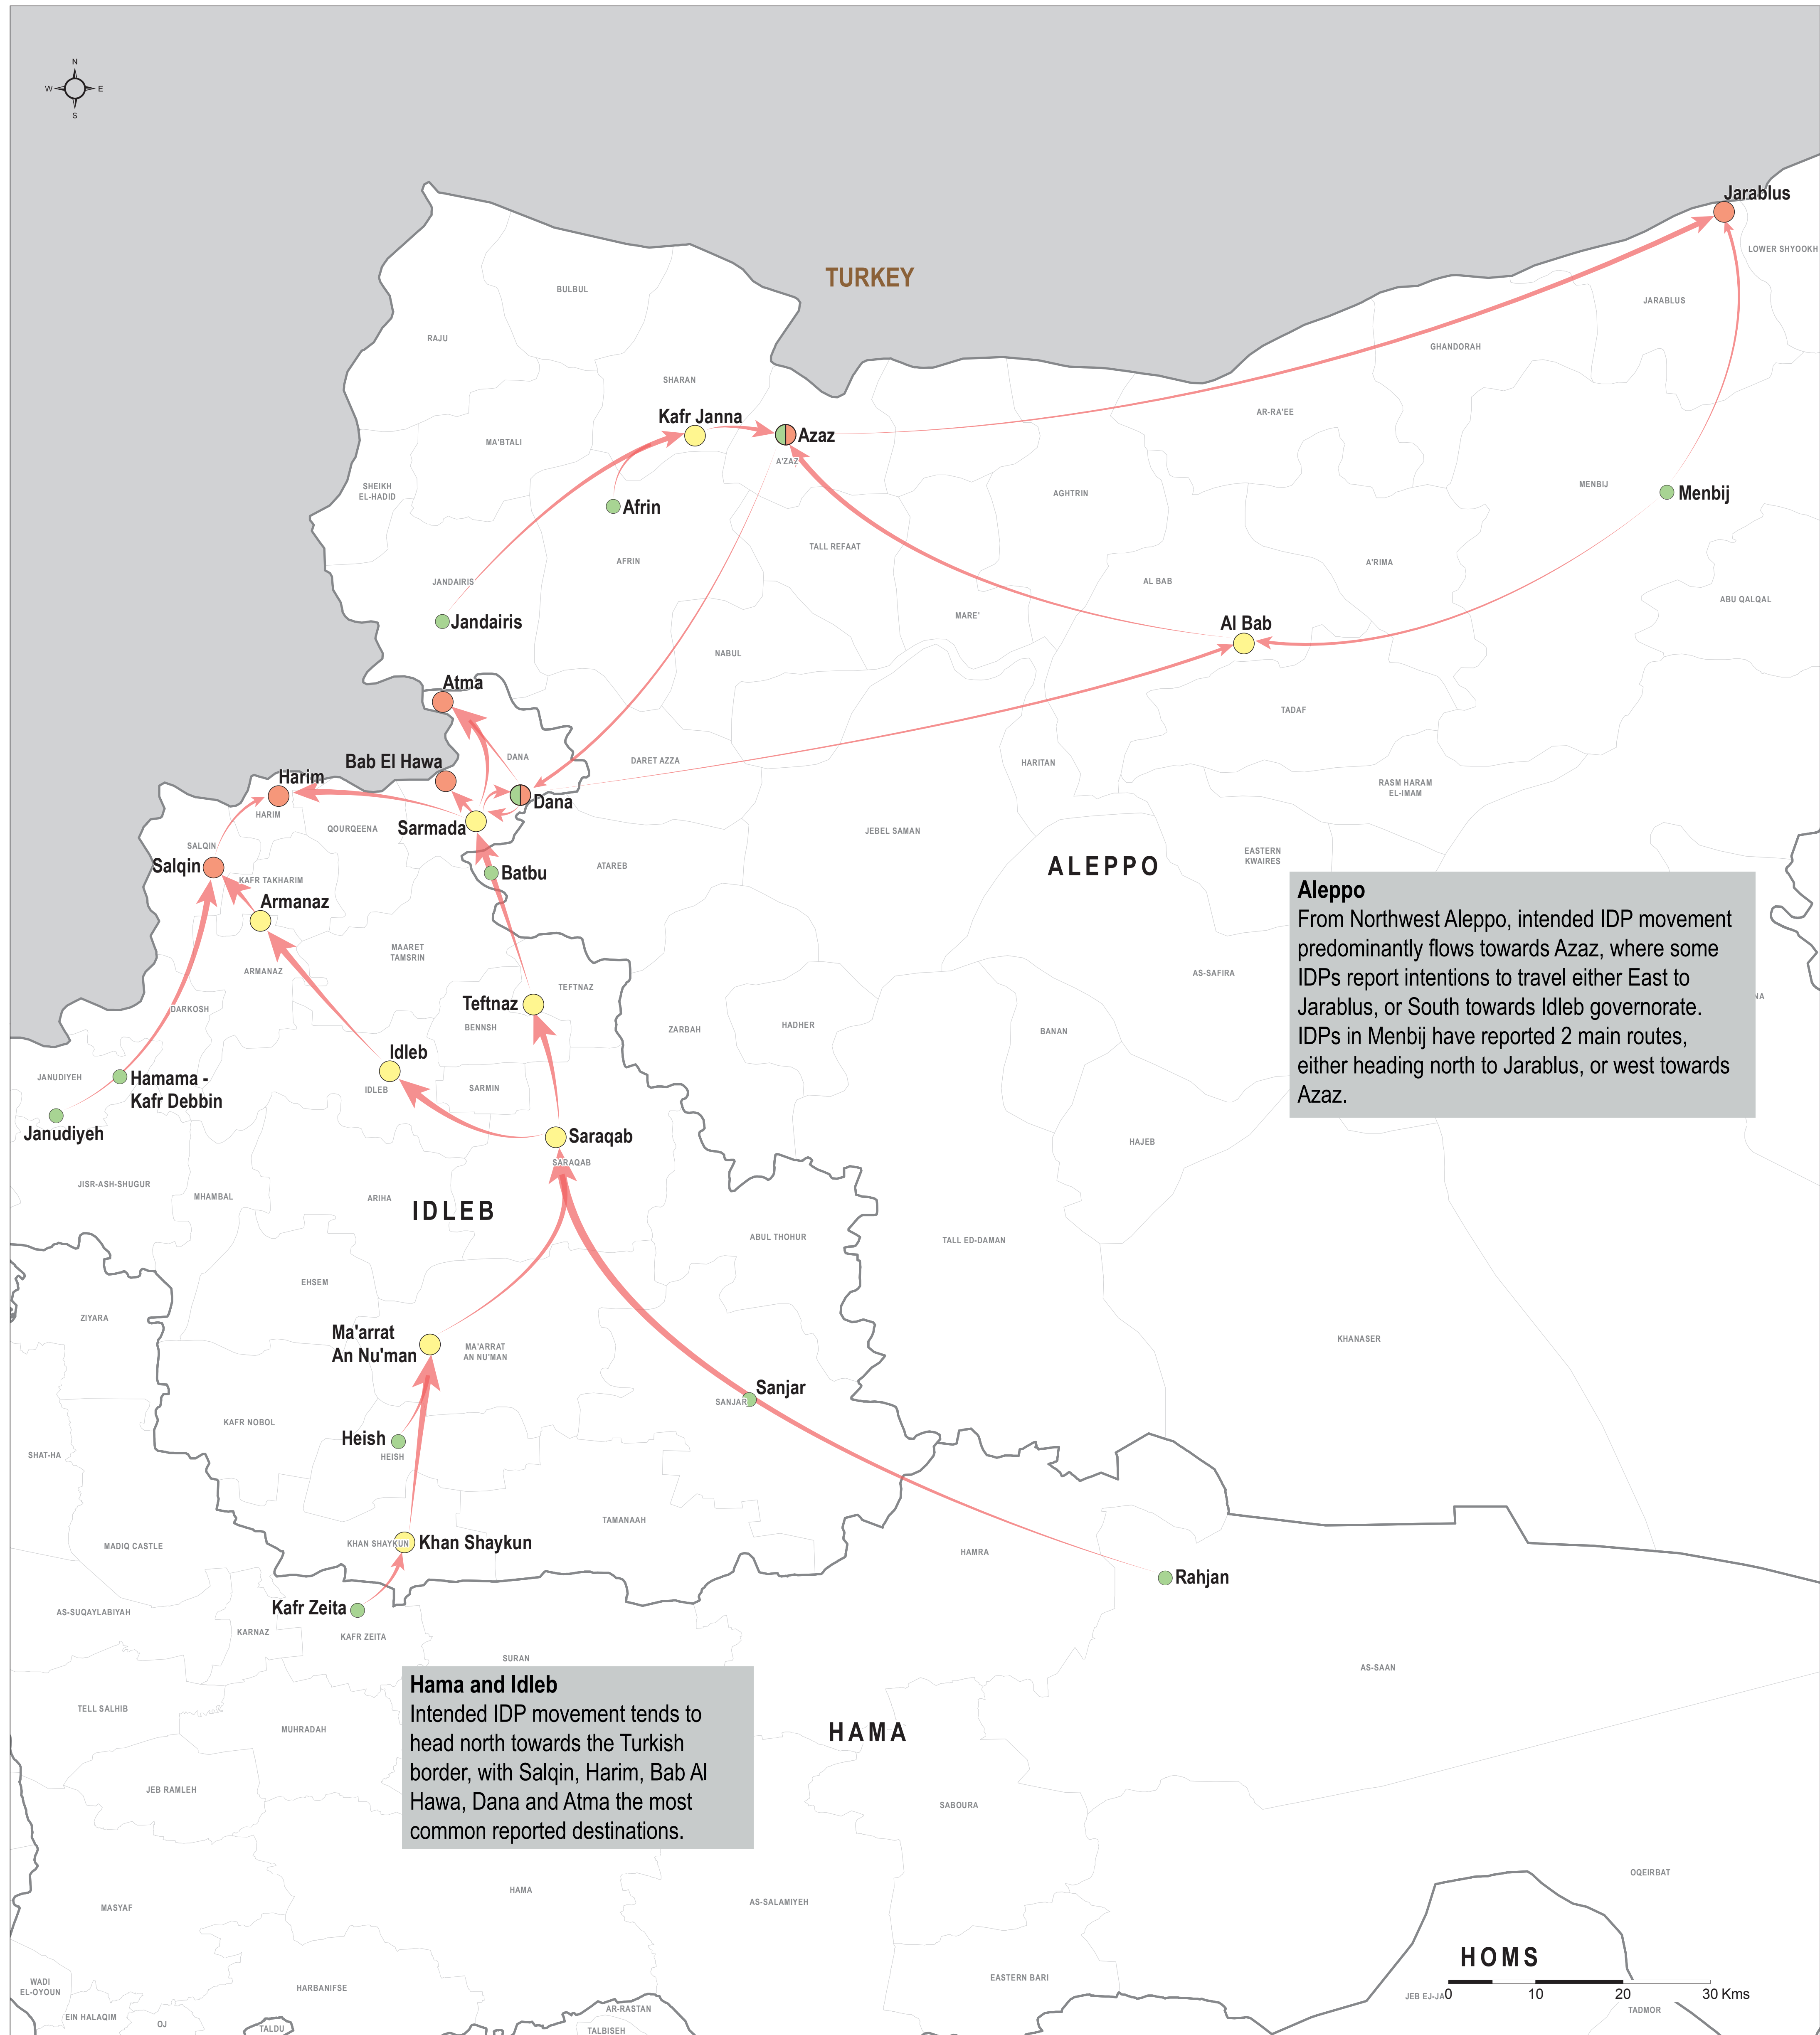 N
W
E
S
Jarablus
LOWER SHYOOKH
TURKEY
BULBUL
JARABLUS
RAJU
GHANDORAH
SHARAN
Kafr Janna
AR-RA'EE
Azaz
MA'BTALI
A'ZAZ
SHEIKH
EL-HADID
MENBIJ
Menbij
AGHTRIN
Afrin
TALL REFAAT
AFRIN
A'RIMA
JANDAIRIS
AL BAB
ABU QALQAL
MARE'
Jandairis
Al Bab
NABUL
Atma
TADAF
DANA
DARET AZZA
Bab El Hawa
HARITAN
Harim
RASM HARAM
EL-IMAM
Dana
HARIM
QOURQEENA
Sarmada
JEBEL SAMAN
SALQIN
EASTERN
KWAIRES
Salqin
ATAREB
ALEPPO
Batbu
KAFR TAKHARIM
Armanaz
Aleppo
From Northwest Aleppo, intended IDP movement
predominantly flows towards Azaz, where some
IDPs report intentions to travel either East to
Jarablus, or South towards Idleb governorate.
IDPs in Menbij have reported 2 main routes,
either heading north to Jarablus, or west towards
Azaz.
NA
MAARET
TAMSRIN
ARMANAZ
AS-SAFIRA
TEFTNAZ
Teftnaz
DARKOSH
BENNSH
ZARBAH
HADHER
BANAN
Idleb
JANUDIYEH
Hamama -
Kafr Debbin
IDLEB
SARMIN
Janudiyeh
Saraqab
HAJEB
SARAQAB
JISR-ASH-SHUGUR
MHAMBAL
ARIHA
IDLEB
ABUL THOHUR
TALL ED-DAMAN
EHSEM
ZIYARA
Ma'arrat
An Nu'man
MA'ARRAT
AN NU'MAN
KHANASER
Sanjar
SANJAR
KAFR NOBOL
Heish
HEISH
SHAT-HA
TAMANAAH
Khan Shaykun
KHAN SHAYKUN
MADIQ CASTLE
HAMRA
Rahjan
Kafr Zeita
AS-SUQAYLABIYAH
KARNAZ
KAFR ZEITA
SURAN
AS-SAAN
Hama and Idleb
Intended IDP movement tends to
head north towards the Turkish
border, with Salqin, Harim, Bab Al
Hawa, Dana and Atma the most
common reported destinations.
TELL SALHIB
MUHRADAH
HAMA
JEB RAMLEH
SABOURA
OQEIRBAT
HAMA
AS-SALAMIYEH
MASYAF
HOMS
EASTERN BARI
WADI
EL-OYOUN
HARBANIFSE
JEB EJ-JA
0 10 20 30 Kms
AR-RASTAN
TADMOR
EIN HALAQIM
OJ
TALDU
TALBISEH